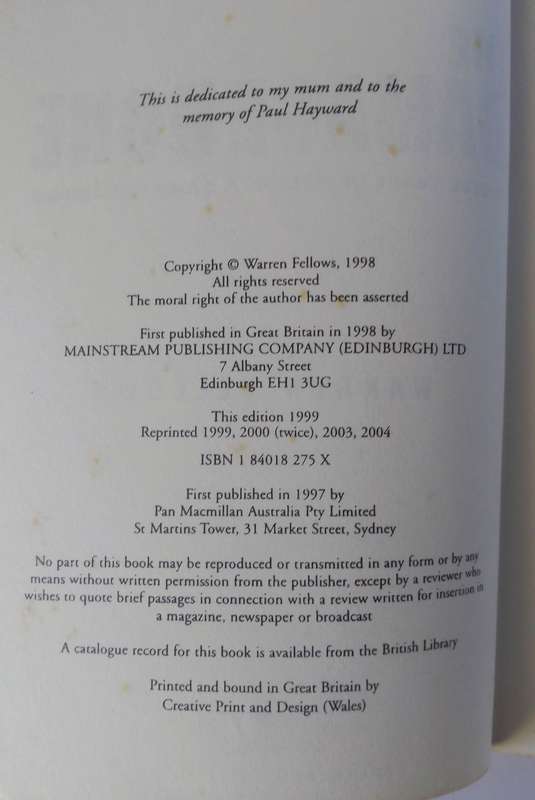 This is dedicated to my mum and to the
memory of Paul Hayward
Copyright © Warren Fellows, 1998
All rights reserved
The moral right of the author has been asserted
First published in Great Britain in 1998 by
MAINSTREAM PUBLISHING COMPANY (EDINBURGH) LTD
7 Albany Street
Edinburgh EH1 3UG
This edition 1999
Reprinted 1999, 2000 (twice), 2003, 2004
ISBN 1 84018 275 X
First published in 1997 by
Pan Macmillan Australia Pty Limited
St Martins Tower, 31 Market Street, Sydney
No part of this book may be reproduced or transmitted in any form or by any
means without written permission from the publisher, except by a reviewer who
wishes to quote brief passages in connection with a review written for insertion in
a magazine, newspaper or broadcast
A catalogue record for this book is available from the British Library
Printed and bound in Great Britain by
Creative Print and Design (Wales)